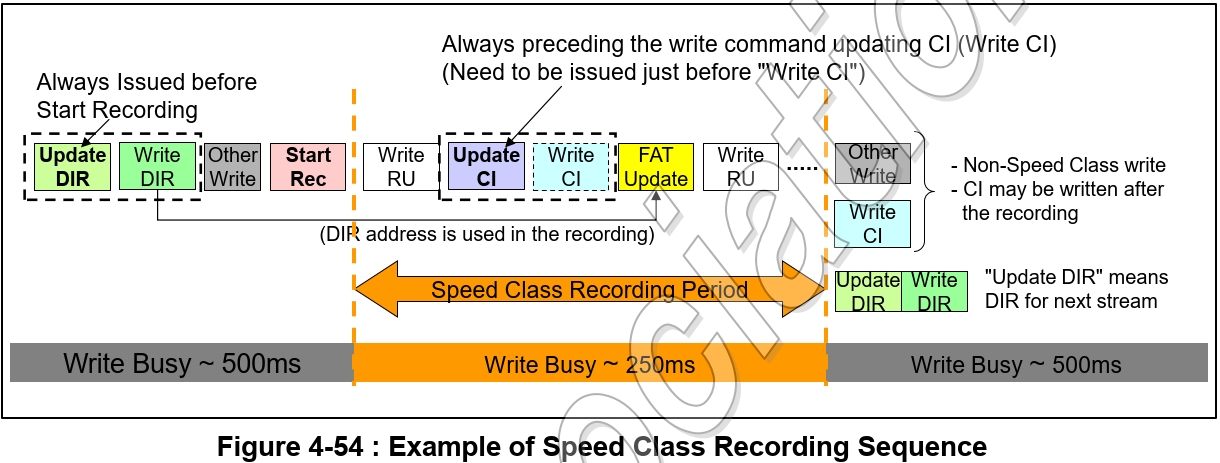 Always preceding the write command updating CI (Write CI)
(Need to be issued just before "Write CI")
Always Issued before
Start Recording
Update
DIR
Write
DIR
Other
Write
Start
Rec
Write
RU
Update
CI
Write
CI
FAT
Update
Write
RU
.....
Other
Write
Write
CI
- Non-Speed Class write
- CI may be written after
the recording
(DIR address is used in the recording)
Speed Class Recording Period
Update
DIR
Write
DIR
"Update DIR" means
DIR for next stream
Write Busy ~ 500ms
Write Busy ~ 250ms
Write Busy ~ 500ms
Figure 4-54 : Example of Speed Class Recording Sequence